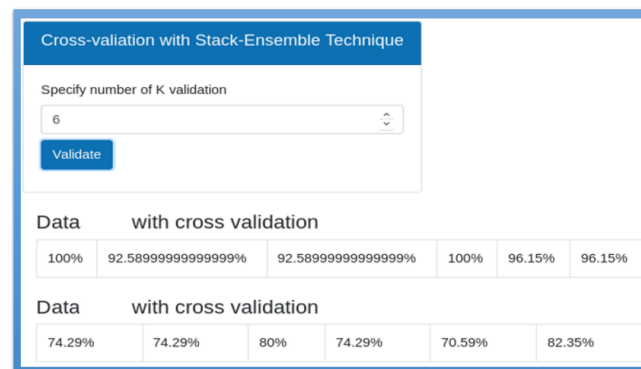 Cross-valiation with Stack-Ensemble Technique
Specify number of K validation
6
Validate
Data with cross validation
100% 92.58999999999999% 92.58999999999999% 100% 96.15% 96.15%
Data with cross validation
74.29% 74.29% 80% 74.29% 70.59% 82.35%